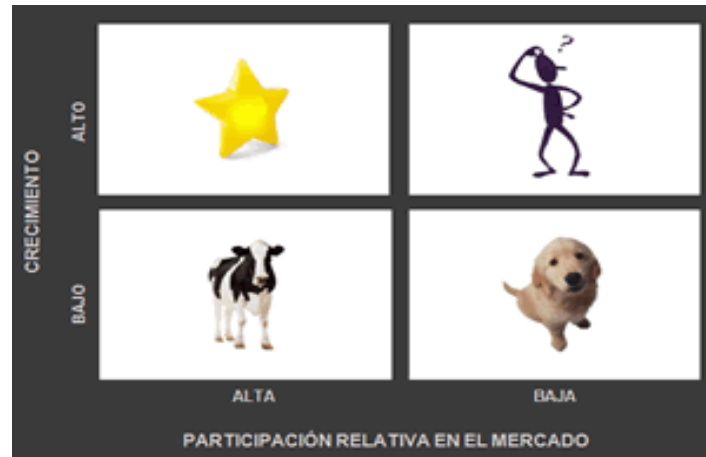 ALTO
?
CRECIMIENTO
BAJO
ALTA
BAJA
PARTICIPACIÓN RELATIVA EN EL MERCADO